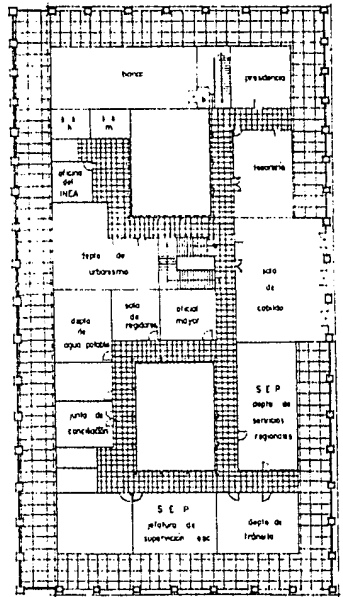 banco
presidencia
b
s s
h
s s
m
tesoreria
oficina
del
INEA
depto de
urbanismo
sala
de
cabildo
sala
de
regidores
oficial
mayor
depto
de
agua potable
S E P
depto de
servicios
regionales
junta de
conciliación
S E P
jefatura de
supervisión esc
depto de
tránsito